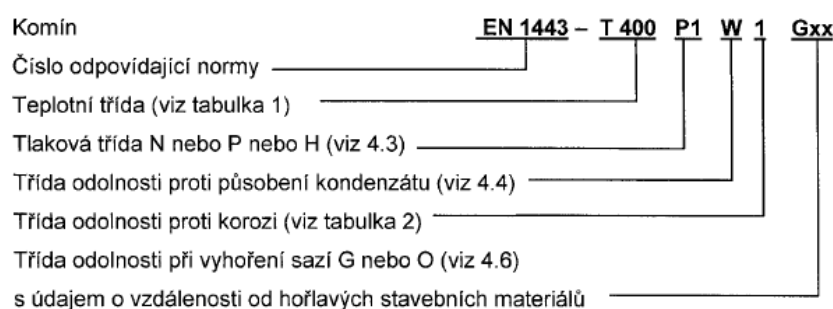 Komín EN 1443 – T 400 P1 W 1 Gxx
Číslo odpovídající normy
Teplotní třída (viz tabulka 1)
Tlaková třída N nebo P nebo H (viz 4.3)
Třída odolnosti proti působení kondenzátu (viz 4.4)
Třída odolnosti proti korozi (viz tabulka 2)
Třída odolnosti při vyhoření sazí G nebo O (viz 4.6)
s údajem o vzdálenosti od hořlavých stavebních materiálů